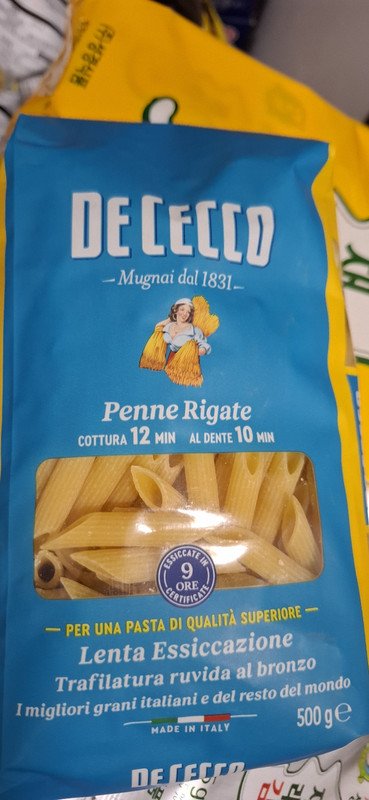 DE CECCO
Mugnai dal 1831
Penne Rigate
COTTURA 12 MIN AL DENTE 10 MIN
ESSICCATE IN
9
ORE
CERTIFICATE
PER UNA PASTA DI QUALITÀ SUPERIORE
Lenta Essiccazione
Trafilatura ruvida al bronzo
I migliori grani italiani e del resto del mondo
500 g ℮
MADE IN ITALY
DE CECCO